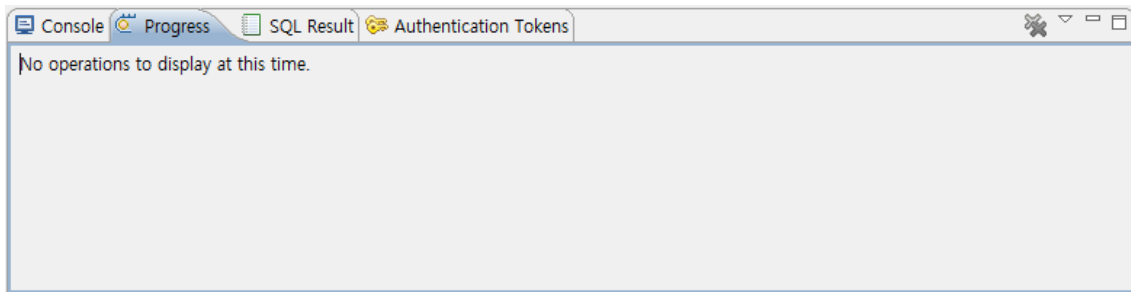 Console Progress SQL Result Authentication Tokens
No operations to display at this time.